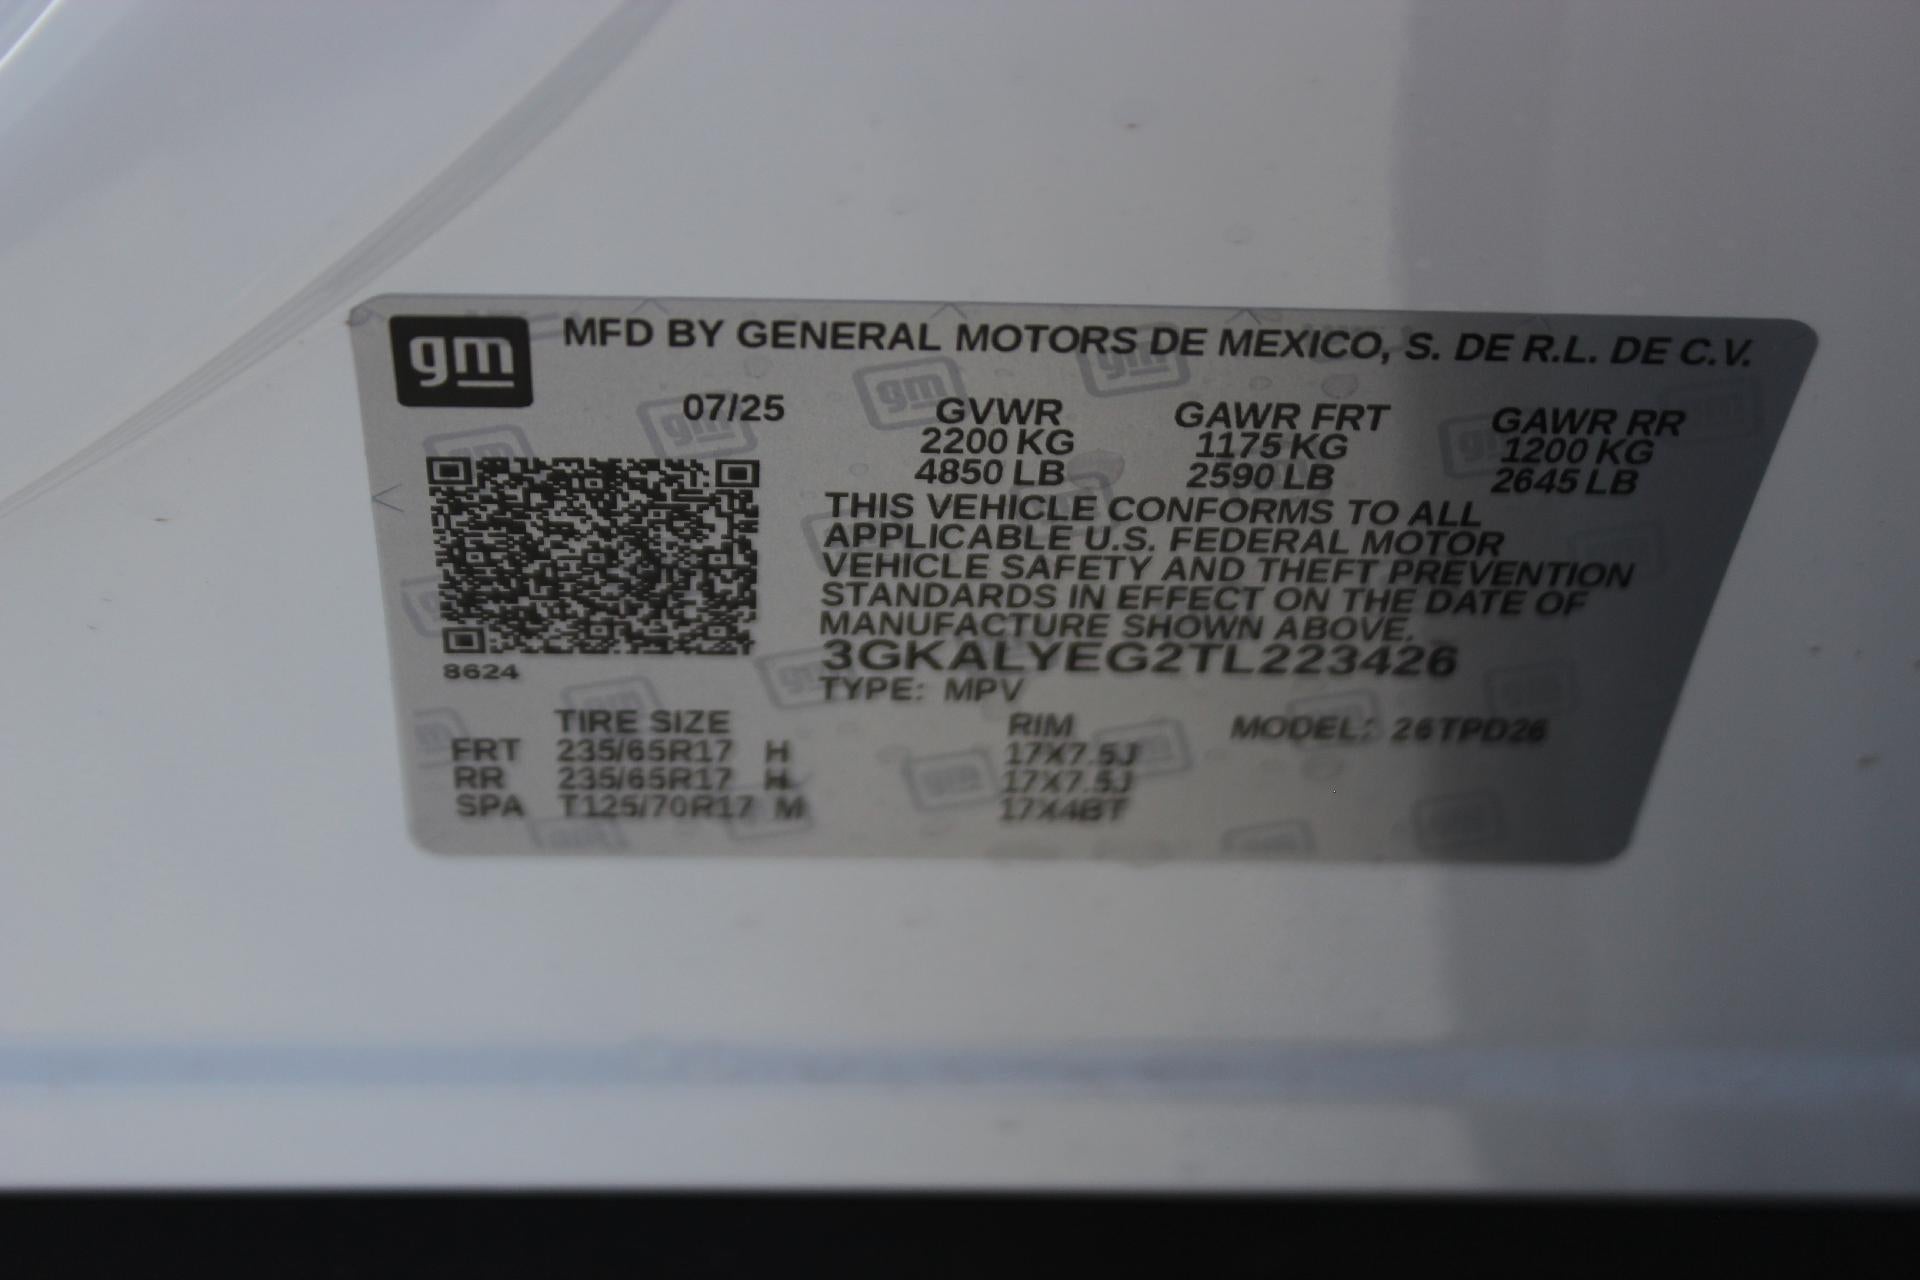 gm
MFD BY GENERAL MOTORS DE MEXICO, S. DE R.L. DE C.V.
07/25 GVWR GAWR FRT GAWR RR
2200 KG 1175 KG 1200 KG
4850 LB 2590 LB 2645 LB
THIS VEHICLE CONFORMS TO ALL
APPLICABLE U.S. FEDERAL MOTOR
VEHICLE SAFETY AND THEFT PREVENTION
STANDARDS IN EFFECT ON THE DATE OF
MANUFACTURE SHOWN ABOVE.
3GKALYEG2TL223426
8624
TYPE: MPV
TIRE SIZE RIM MODEL: 26TPD26
FRT 235/65R17 H 17X7.5J
RR 235/65R17 H 17X7.5J
SPA T125/70R17 M 17X4BT